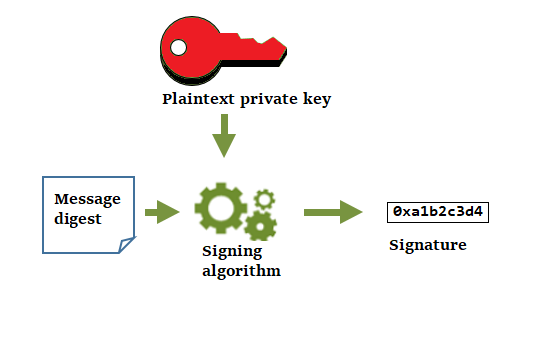 Plaintext private key
Message
digest
Signing
algorithm
0xa1b2c3d4
Signature